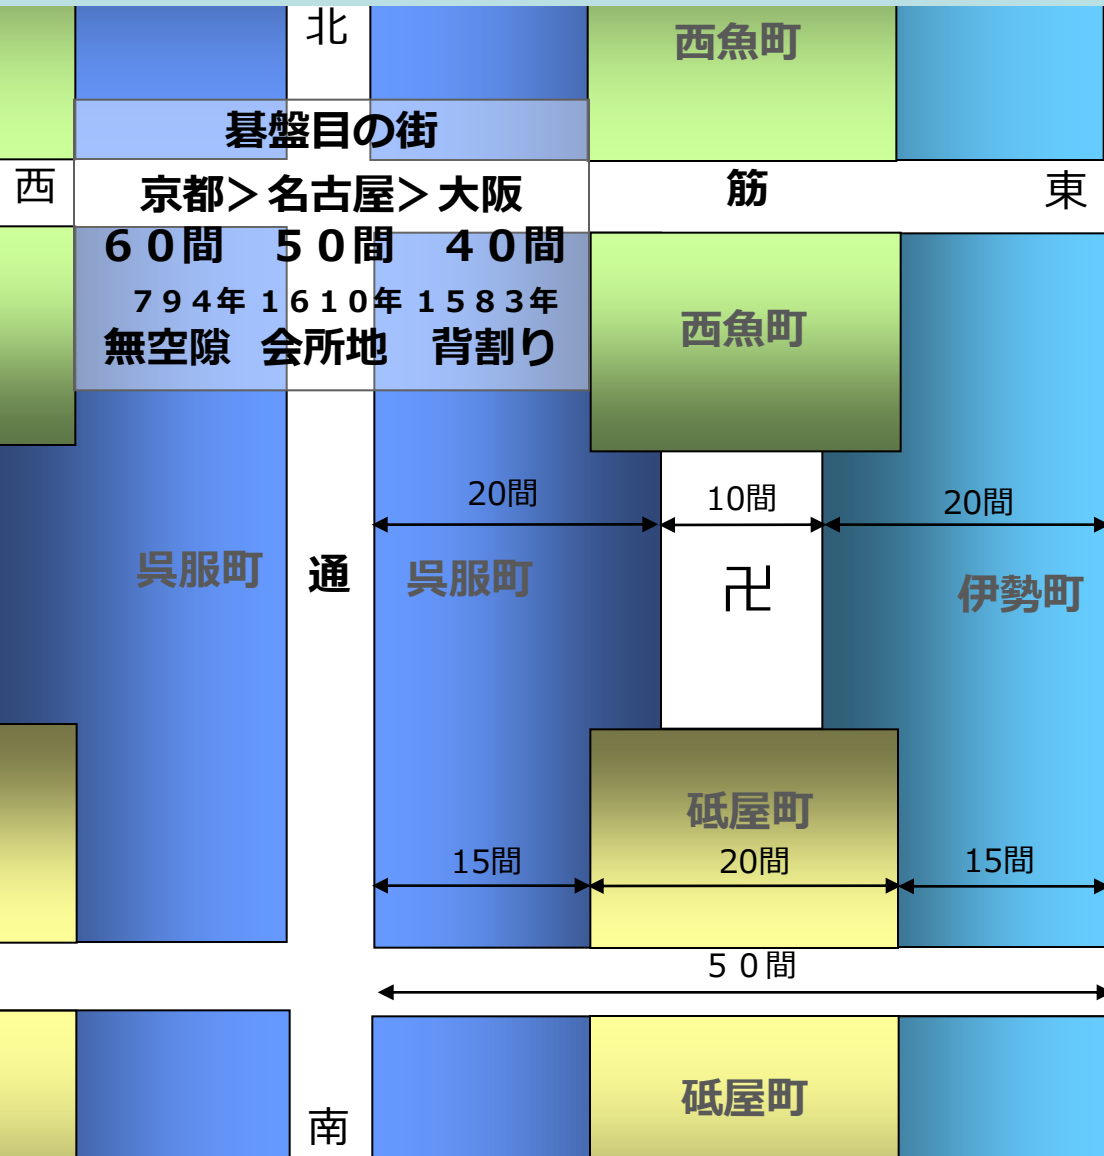 北
西魚町
碁盤目の街
西
京都＞名古屋＞大阪
筋
東
６０間　５０間　４０間
７９４年 １６１０年 １５８３年
無空隙　会所地　背割り
西魚町
20間
10間
20間
呉服町
通
呉服町
卍
伊勢町
砥屋町
15間
20間
15間
５０間
砥屋町
南